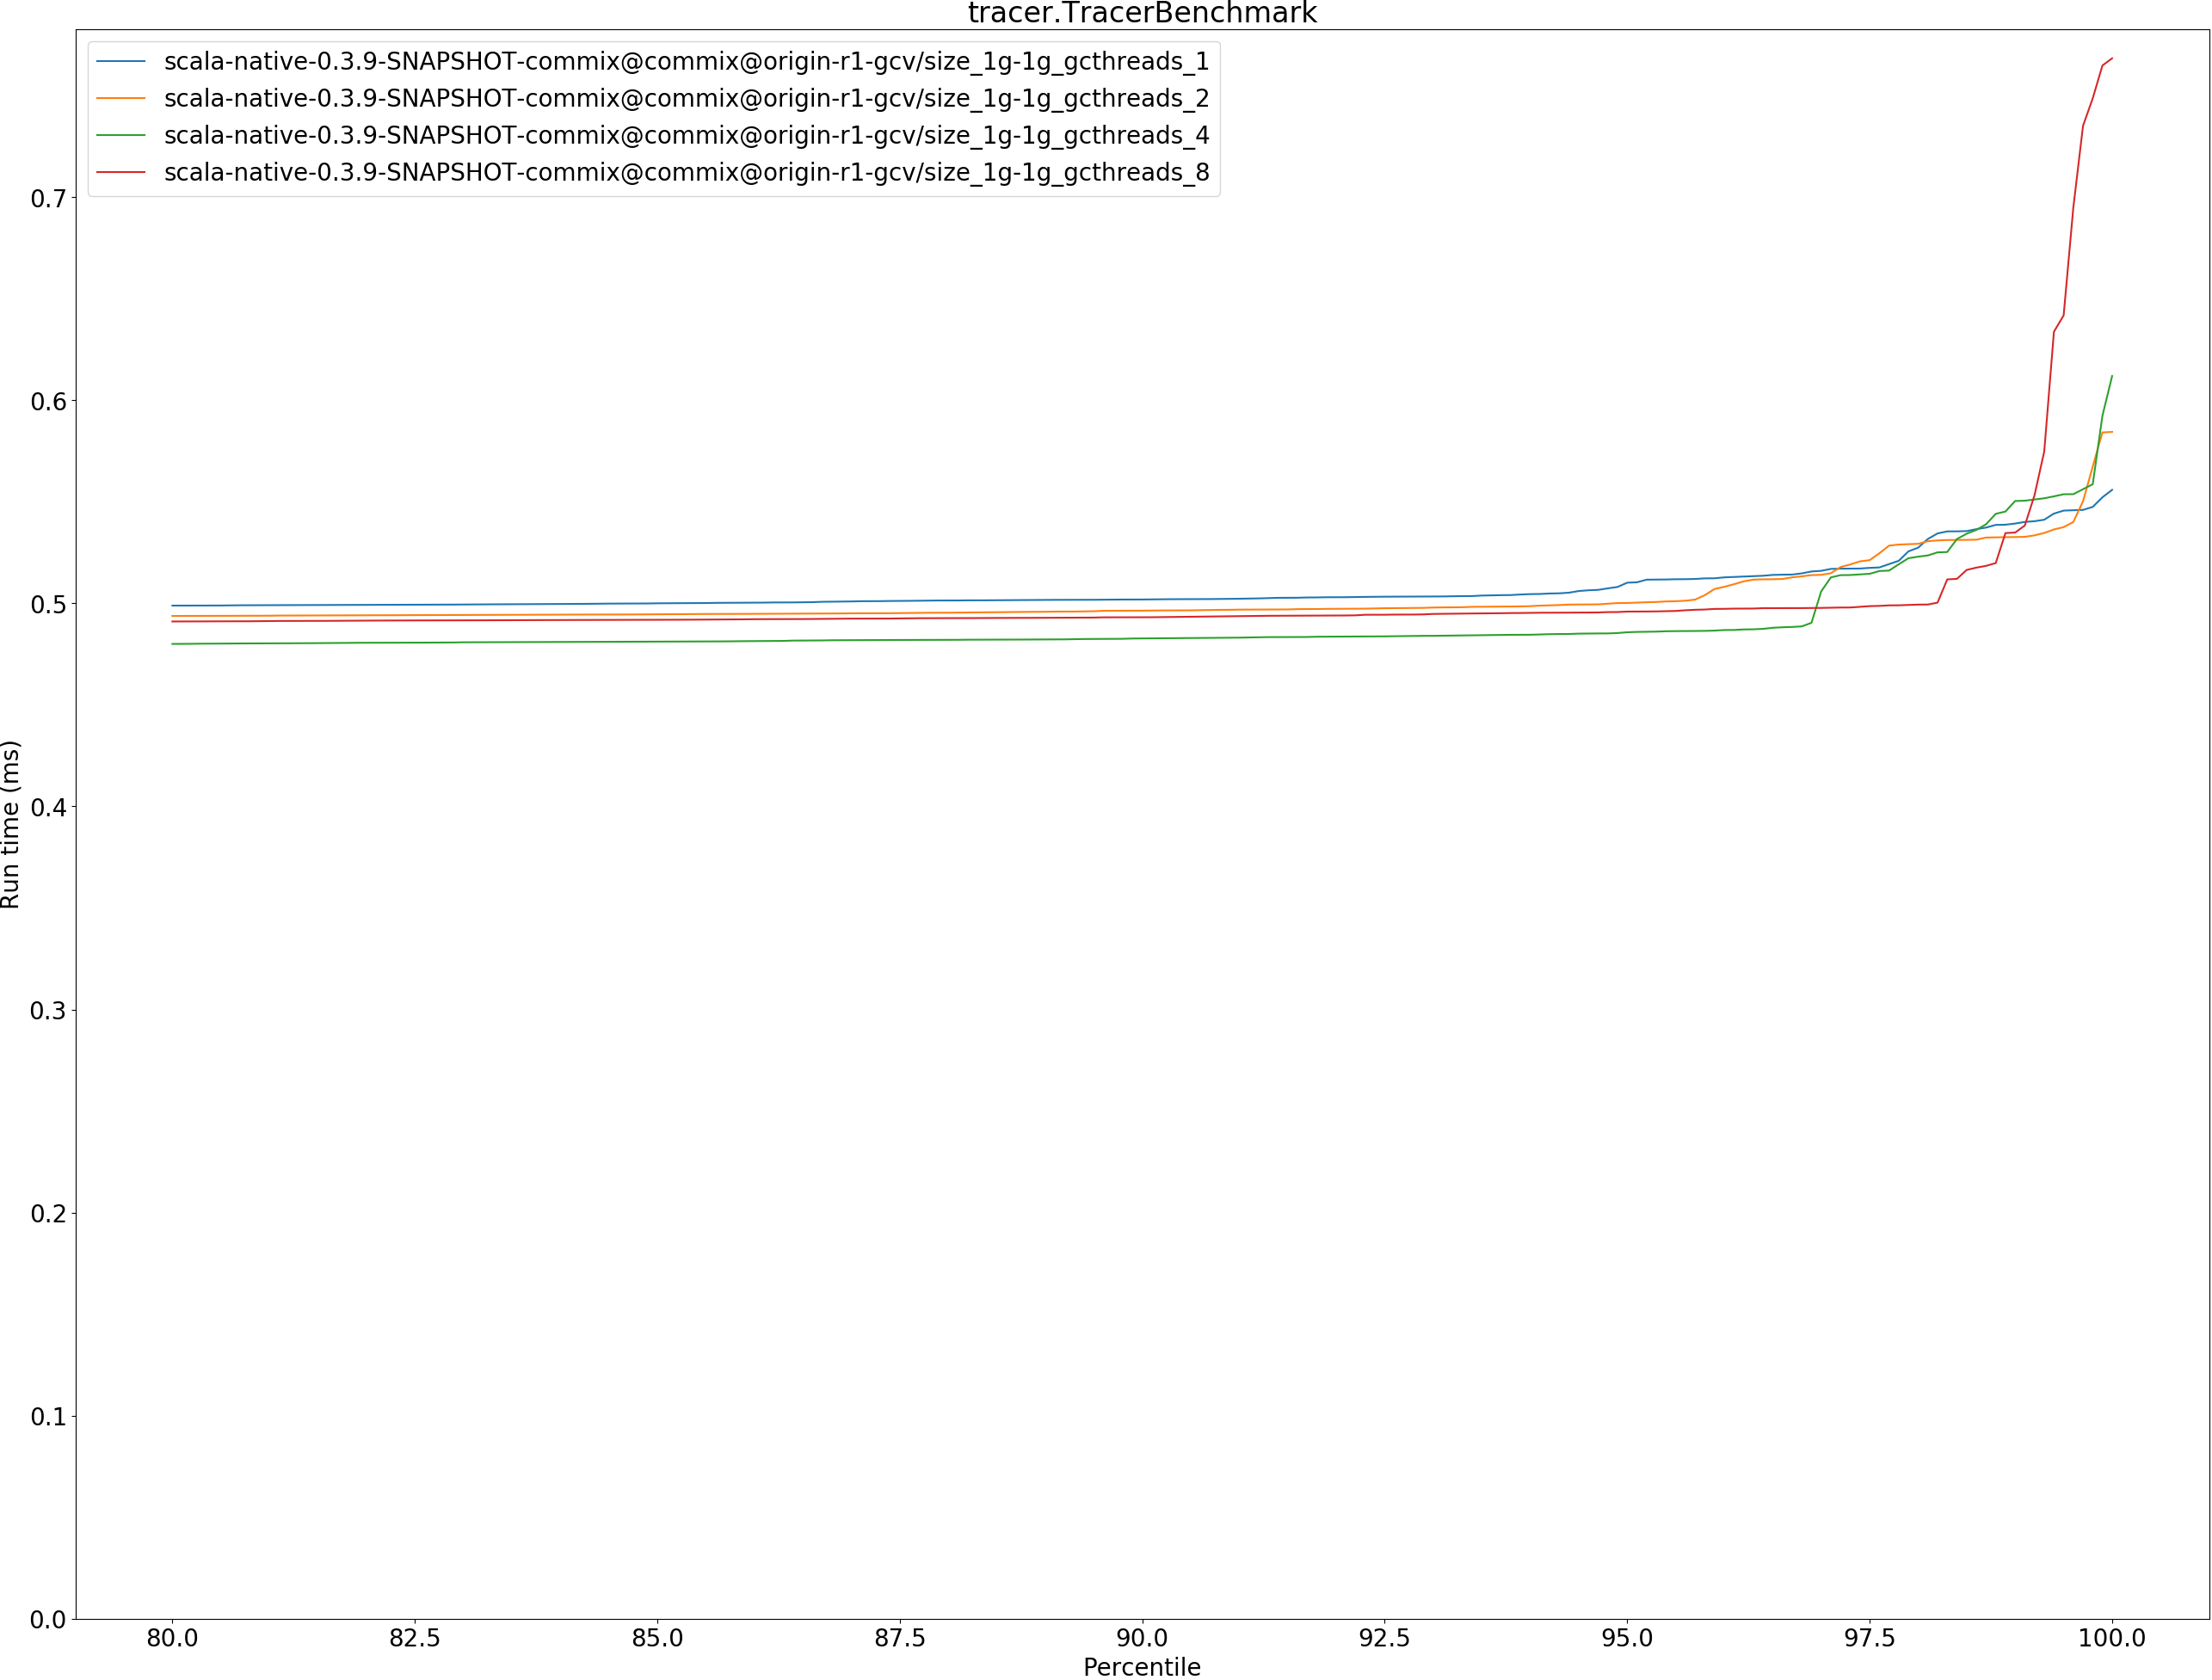 tracer.TracerBenchmark
scala-native-0.3.9-SNAPSHOT-commix@commix@origin-r1-gcv/size_1g-1g_gcthreads_1
scala-native-0.3.9-SNAPSHOT-commix@commix@origin-r1-gcv/size_1g-1g_gcthreads_2
scala-native-0.3.9-SNAPSHOT-commix@commix@origin-r1-gcv/size_1g-1g_gcthreads_4
scala-native-0.3.9-SNAPSHOT-commix@commix@origin-r1-gcv/size_1g-1g_gcthreads_8
0.7
0.6
0.5
0.4
0.3
0.2
0.1
0.0
Run time (ms)
80.0 82.5 85.0 87.5 90.0 92.5 95.0 97.5 100.0
Percentile